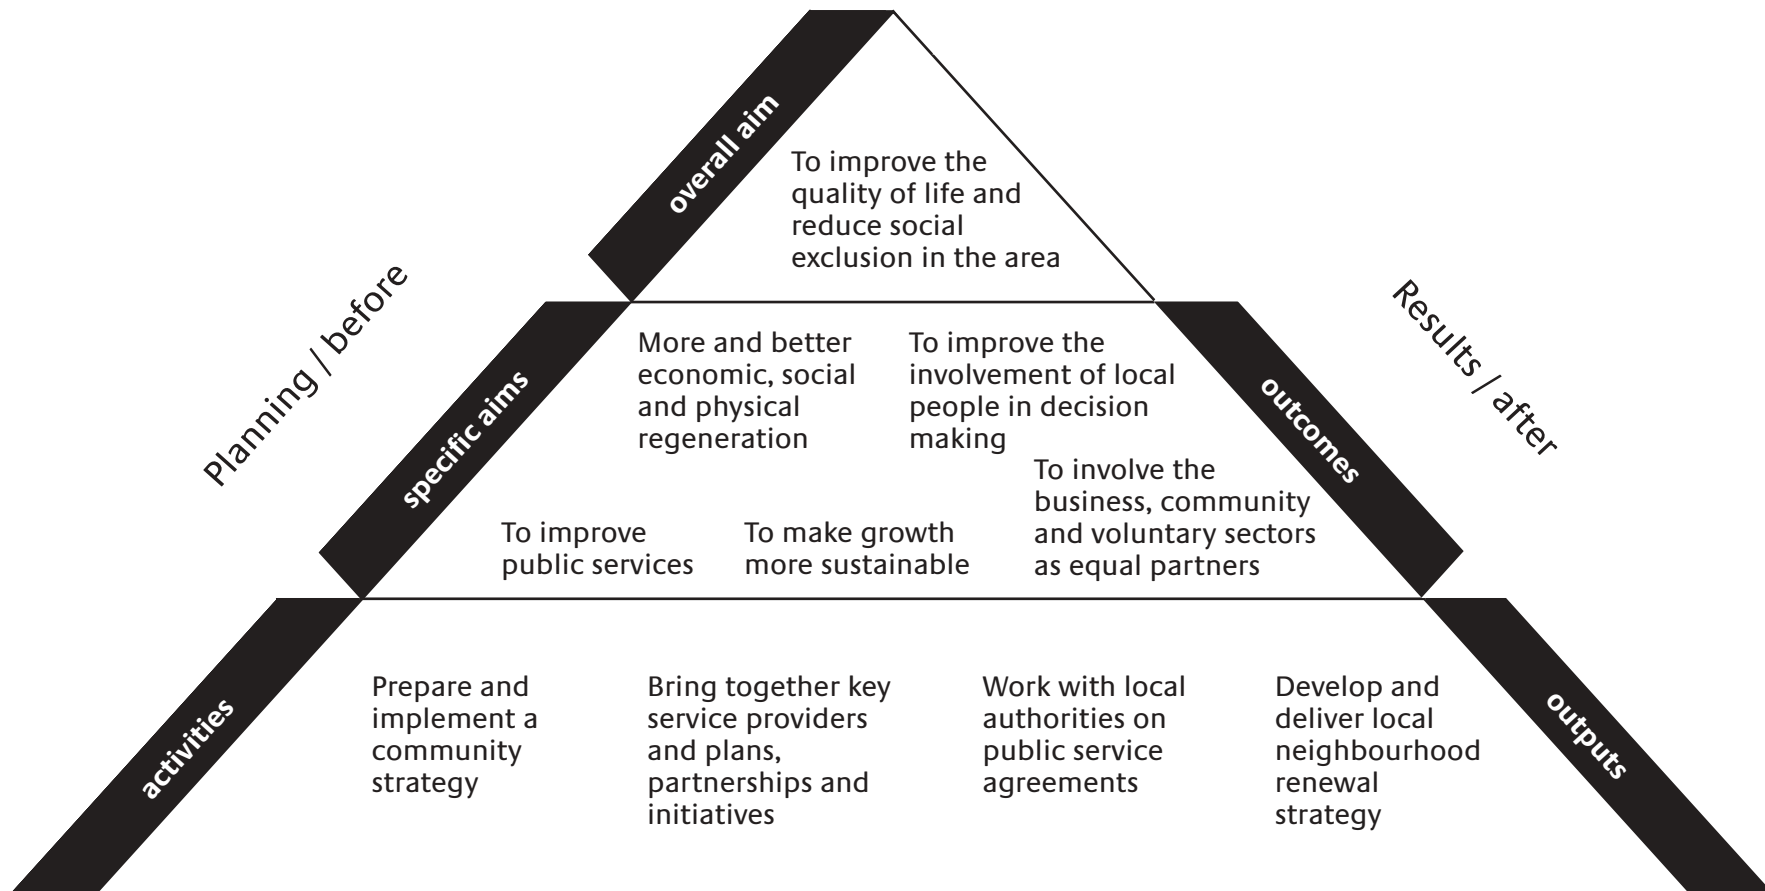 overall aim
To improve the
quality of life and
reduce social
exclusion in the area
Planning / before
Results / after
specific aims
More and better
economic, social
and physical
regeneration
To improve the
involvement of local
people in decision
making
To improve
public services
To make growth
more sustainable
To involve the
business, community
and voluntary sectors
as equal partners
outcomes
activities
Prepare and
implement a
community
strategy
Bring together key
service providers
and plans,
partnerships and
initiatives
Work with local
authorities on
public service
agreements
Develop and
deliver local
neighbourhood
renewal
strategy
outputs